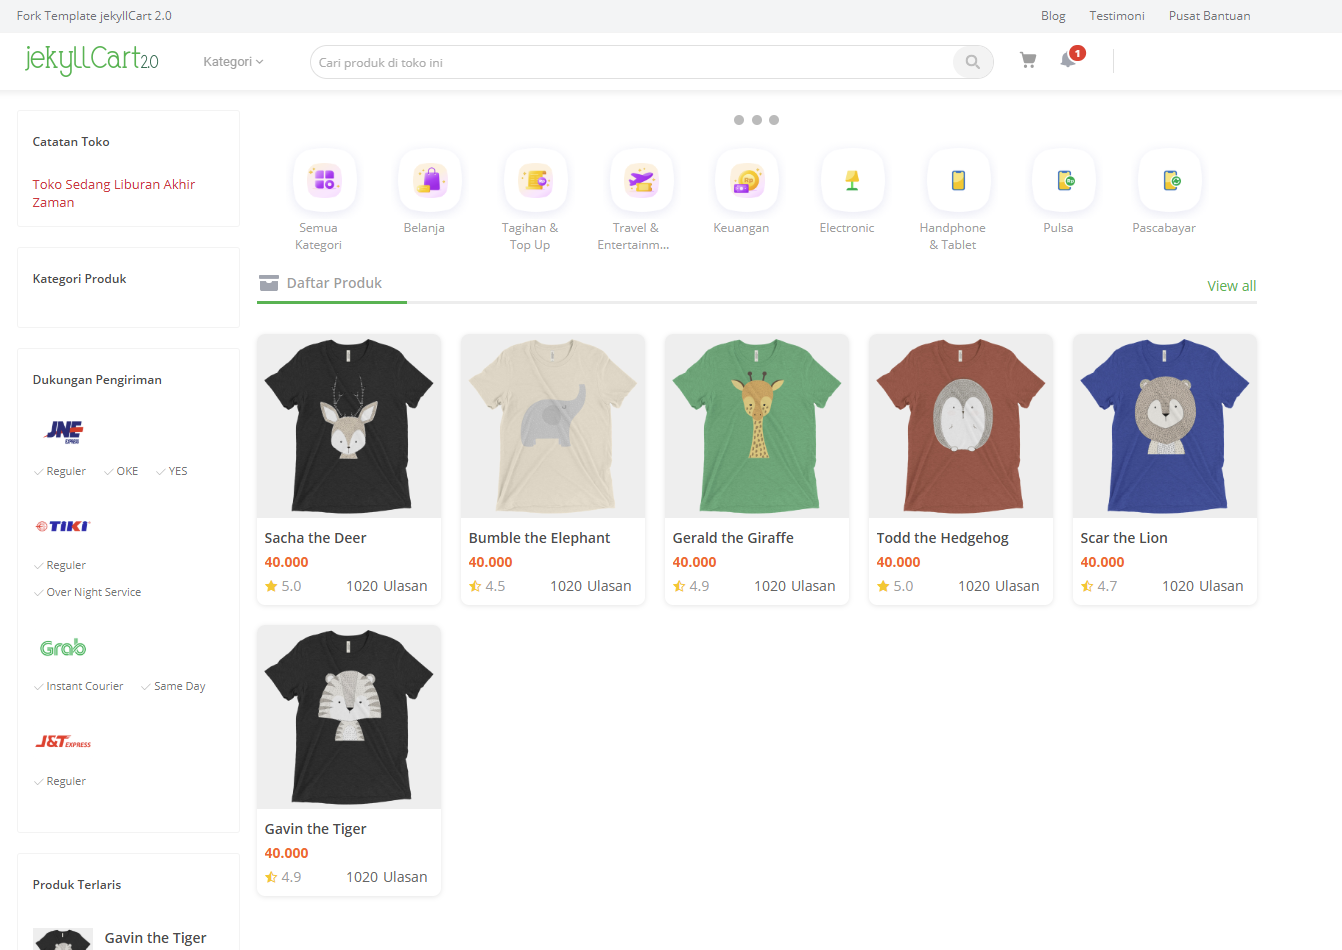 Fork Template jekyllCart 2.0
Blog
Testimoni
Pusat Bantuan
jekyllCart2.0
Kategori
Cari produk di toko ini
1
Catatan Toko
Toko Sedang Liburan Akhir
Zaman
Kategori Produk
Dukungan Pengiriman
JNE
EXPRESS
Reguler
OKE
YES
TIKI
Reguler
Over Night Service
Grab
Instant Courier
Same Day
J&T EXPRESS
Reguler
Produk Terlaris
Gavin the Tiger
Semua
Kategori
Belanja
Tagihan &
Top Up
Travel &
Entertainm...
Keuangan
Electronic
Handphone
& Tablet
Pulsa
Pascabayar
Daftar Produk
View all
Sacha the Deer
40.000
5.0
1020 Ulasan
Bumble the Elephant
40.000
4.5
1020 Ulasan
Gerald the Giraffe
40.000
4.9
1020 Ulasan
Todd the Hedgehog
40.000
5.0
1020 Ulasan
Scar the Lion
40.000
4.7
1020 Ulasan
Gavin the Tiger
40.000
4.9
1020 Ulasan